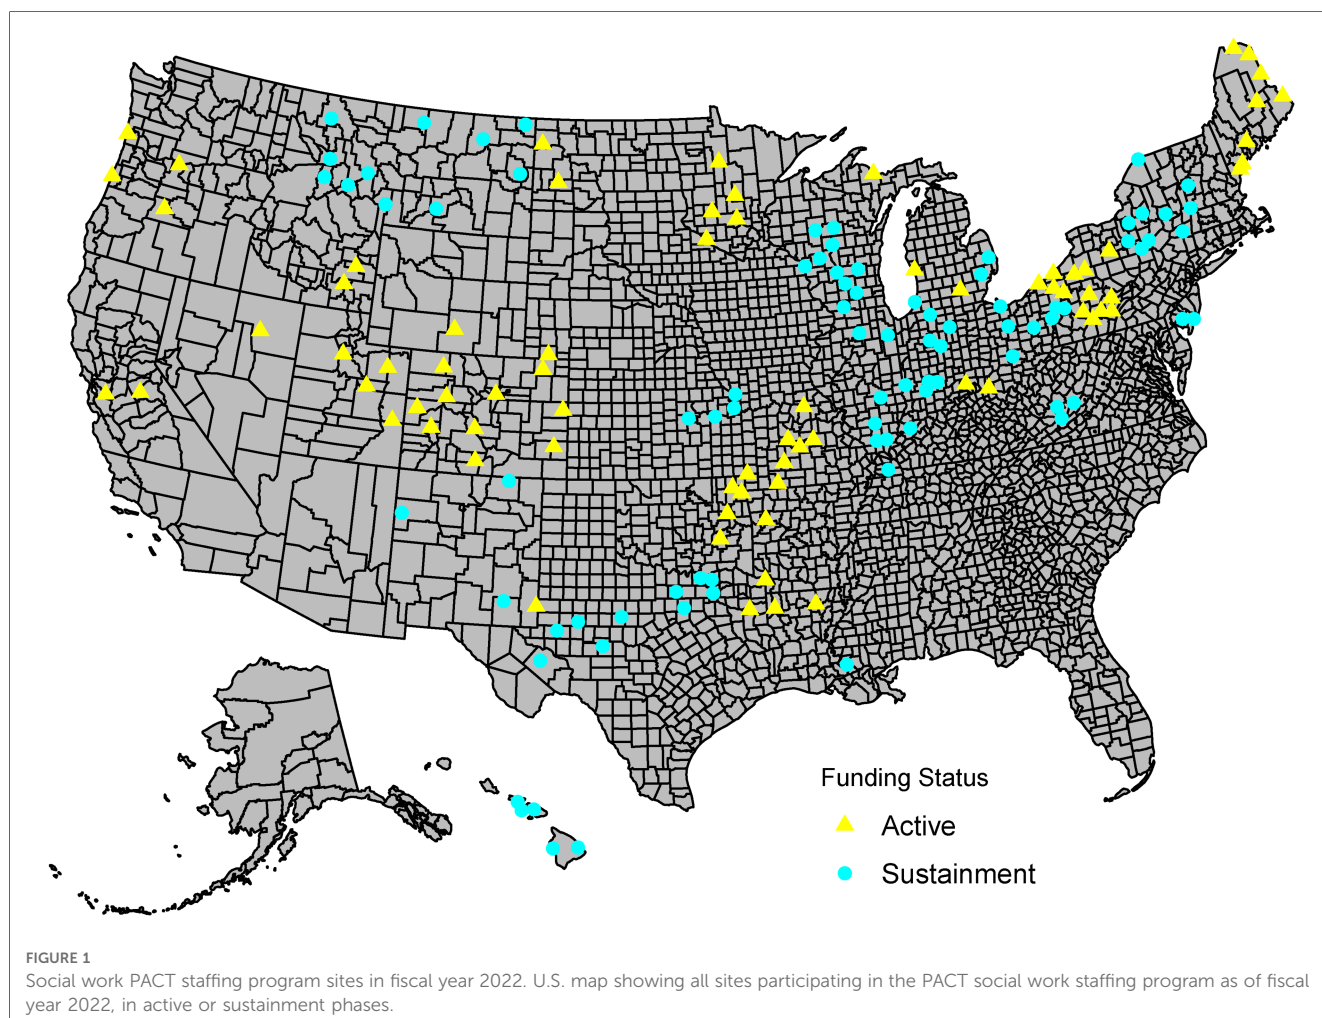 Funding Status
Active
Sustainment
FIGURE 1
Social work PACT staffing program sites in fiscal year 2022. U.S. map showing all sites participating in the PACT social work staffing program as of fiscal
year 2022, in active or sustainment phases.